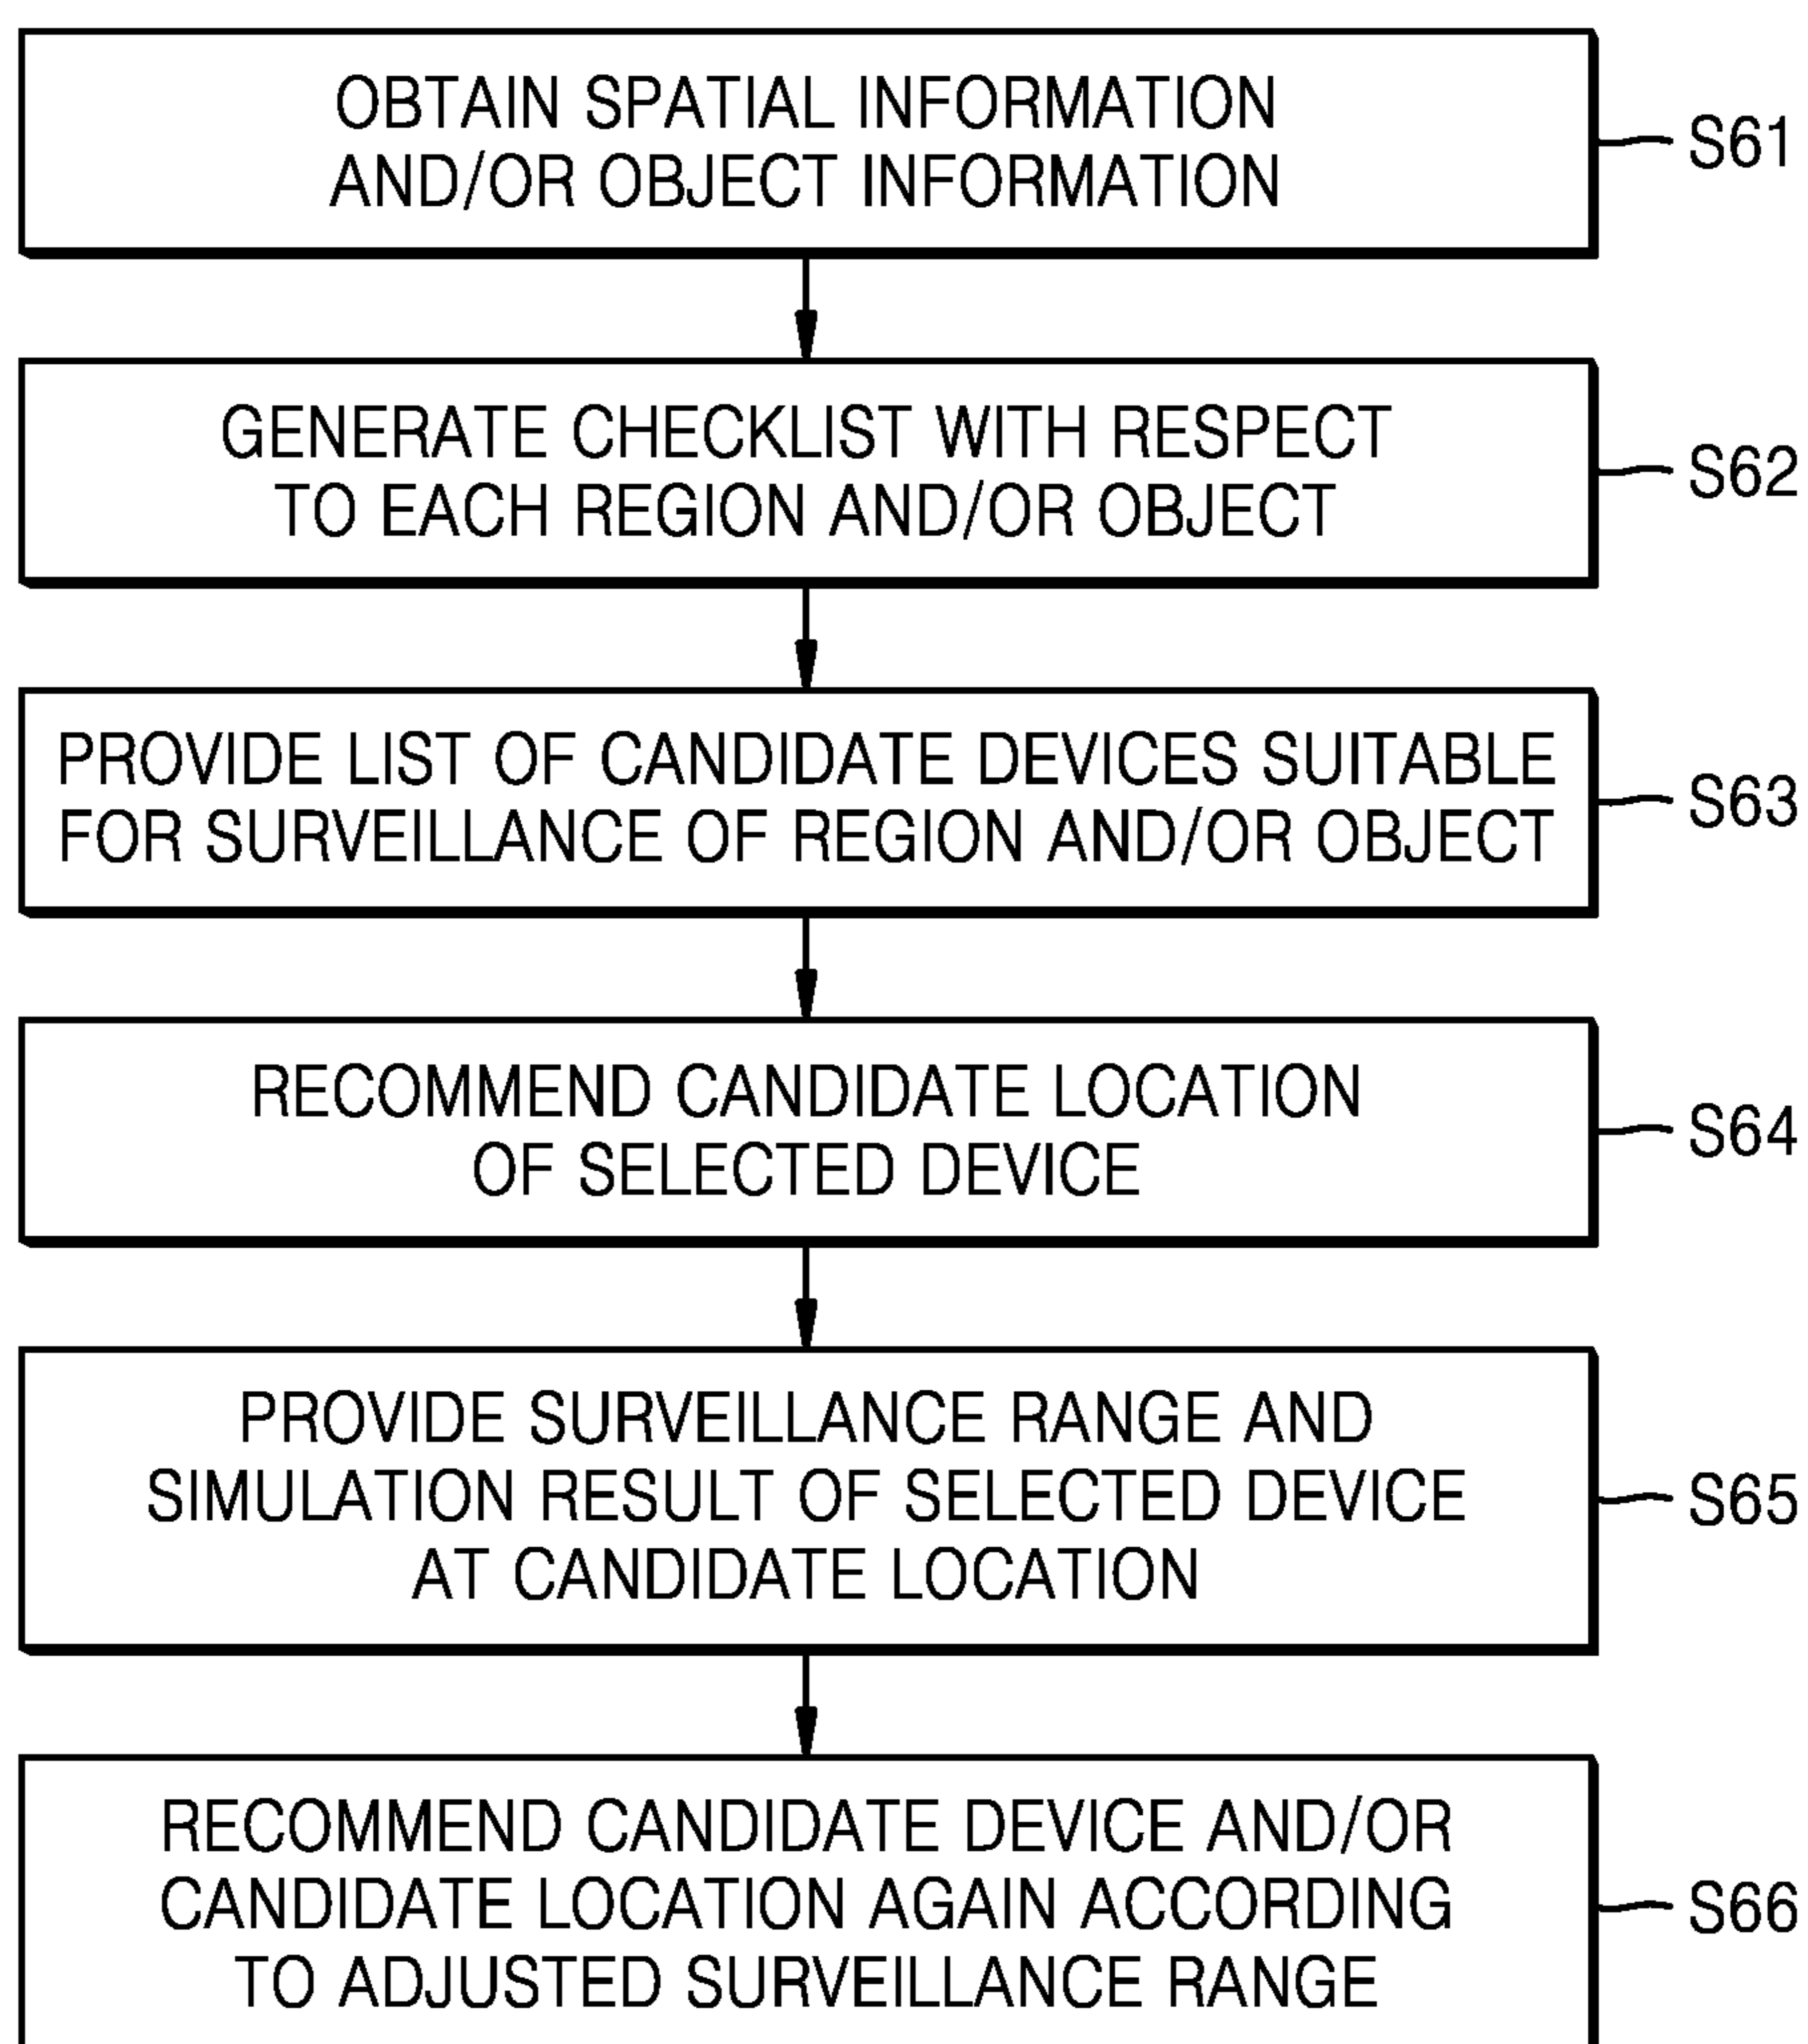 OBTAIN SPATIAL INFORMATION
AND/OR OBJECT INFORMATION
S61
GENERATE CHECKLIST WITH RESPECT
TO EACH REGION AND/OR OBJECT
S62
PROVIDE LIST OF CANDIDATE DEVICES SUITABLE
FOR SURVEILLANCE OF REGION AND/OR OBJECT
S63
RECOMMEND CANDIDATE LOCATION
OF SELECTED DEVICE
S64
PROVIDE SURVEILLANCE RANGE AND
SIMULATION RESULT OF SELECTED DEVICE
AT CANDIDATE LOCATION
S65
RECOMMEND CANDIDATE DEVICE AND/OR
CANDIDATE LOCATION AGAIN ACCORDING
TO ADJUSTED SURVEILLANCE RANGE
S66